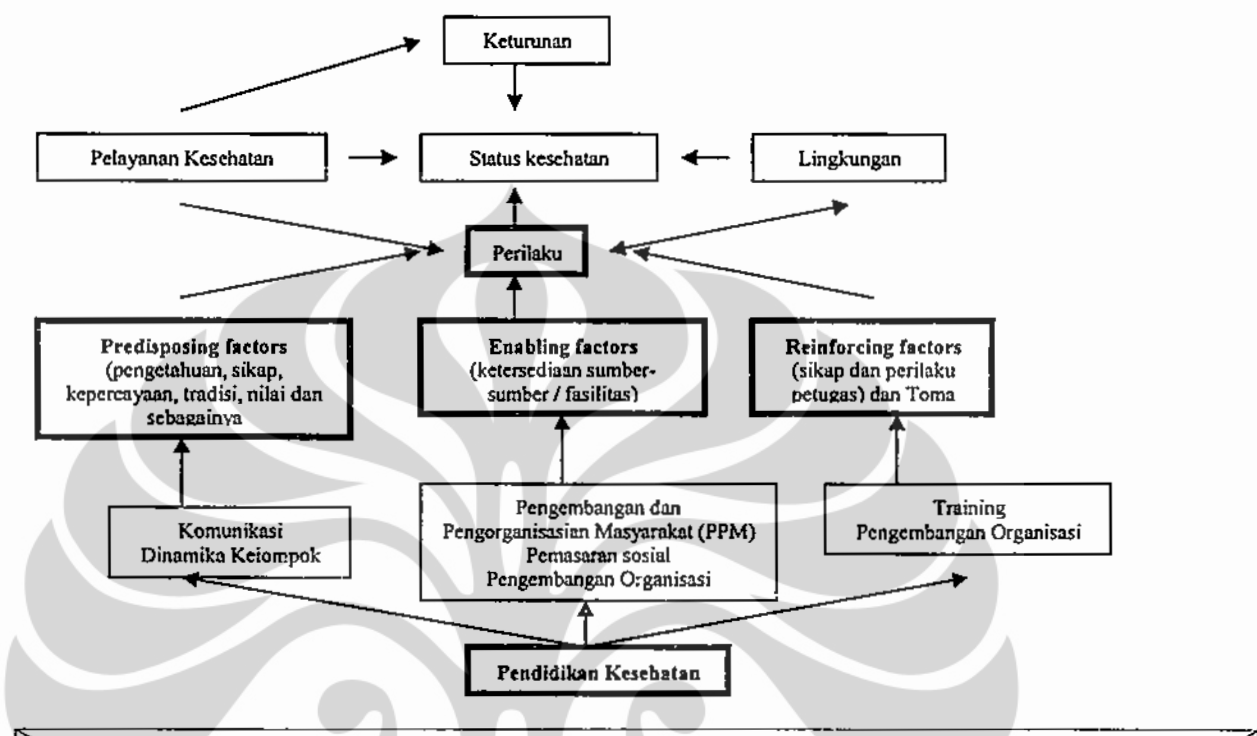 Keturunan
Pelayanan Kesehatan
Status kesehatan
Lingkungan
Perilaku
Predisposing factors
(pengetahuan, sikap,
kepercayaan, tradisi, nilai dan
sebagainya
Enabling factors
(ketersediaan sumber-
sumber / fasilitas)
Reinforcing factors
(sikap dan perilaku
petugas) dan Toma
Komunikasi
Dinamika Kelompok
Pengembangan dan
Pengorganisasian Masyarakat (PPM)
Pemasaran sosial
Pengembangan Organisasi
Training
Pengembangan Organisasi
Pendidikan Kesehatan